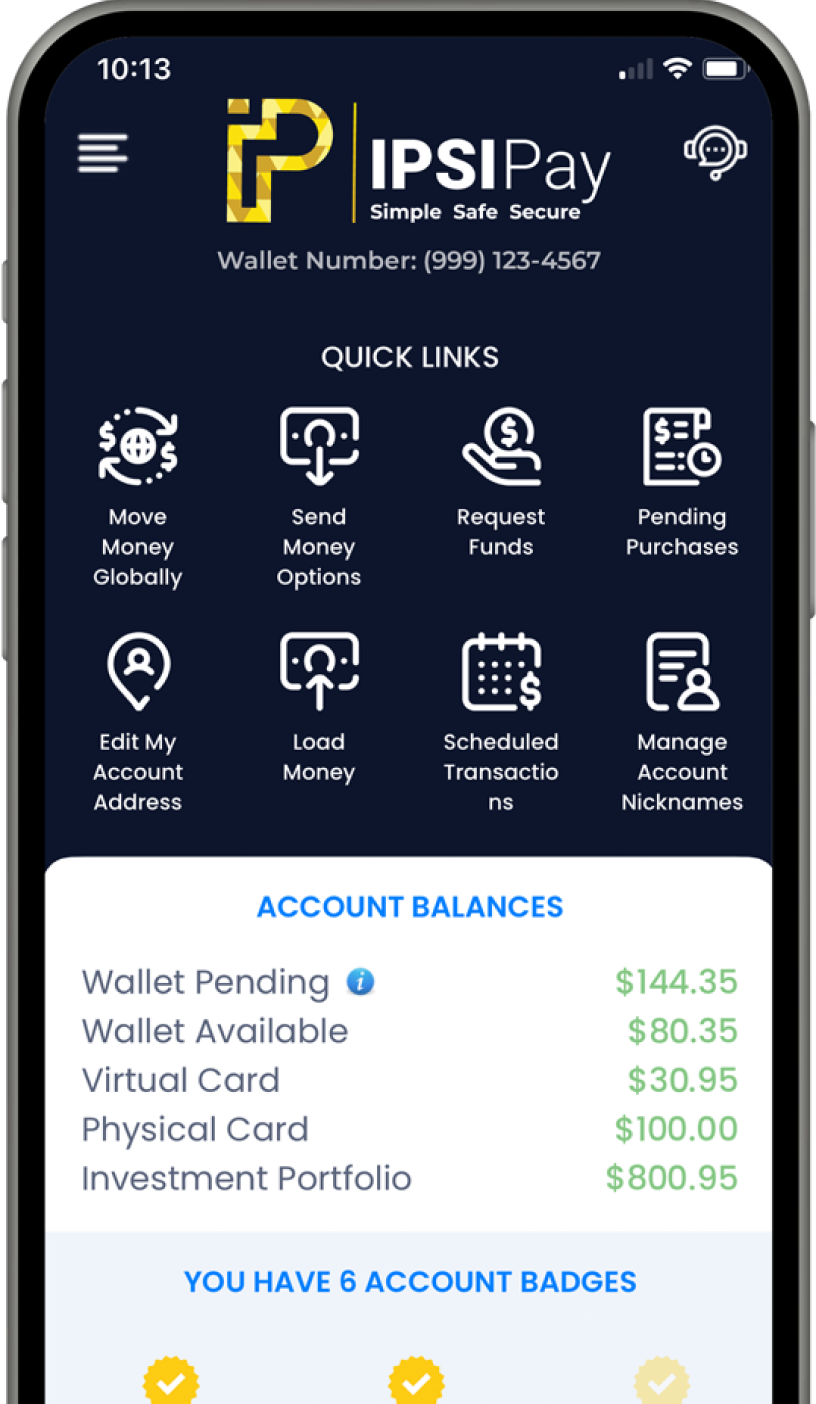 10:13
IPSIPay
Simple Safe Secure
Wallet Number: (999) 123-4567
QUICK LINKS
Move
Money
Globally
Send
Money
Options
Request
Funds
Pending
Purchases
Edit My
Account
Address
Load
Money
Scheduled
Transactio
ns
Manage
Account
Nicknames
ACCOUNT BALANCES
Wallet Pending i $144.35
Wallet Available $80.35
Virtual Card $30.95
Physical Card $100.00
Investment Portfolio $800.95
YOU HAVE 6 ACCOUNT BADGES